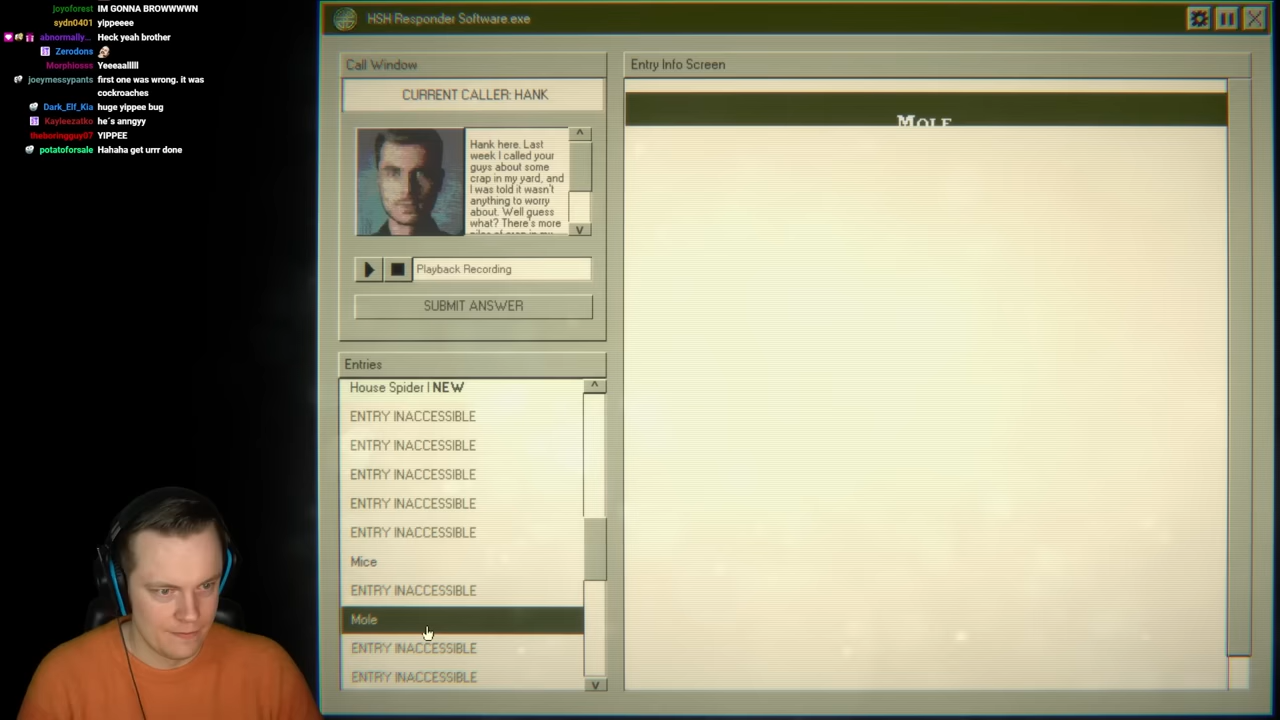 joyoforest IM GONNA BROWWWWN
sydn0401 yippeeee
abnormally... Heck yeah brother
Zerodons
Morphiosss Yeeeaalllll
joeymessypants first one was wrong. it was
cockroaches
Dark_Elf_Kia huge yippee bug
Kayleezatko he´s anngyy
theboringguy07 YIPPEE
potatoforsale Hahaha get urrr done
HSH Responder Software.exe
Call Window
CURRENT CALLER: HANK
Hank here. Last
week I called your
guys about some
crap in my yard, and
I was told it wasn't
anything to worry
about. Well guess
what? There's more
Playback Recording
SUBMIT ANSWER
Entries
House Spider | NEW
ENTRY INACCESSIBLE
ENTRY INACCESSIBLE
ENTRY INACCESSIBLE
ENTRY INACCESSIBLE
ENTRY INACCESSIBLE
Mice
ENTRY INACCESSIBLE
Mole
ENTRY INACCESSIBLE
ENTRY INACCESSIBLE
Entry Info Screen
MOLE